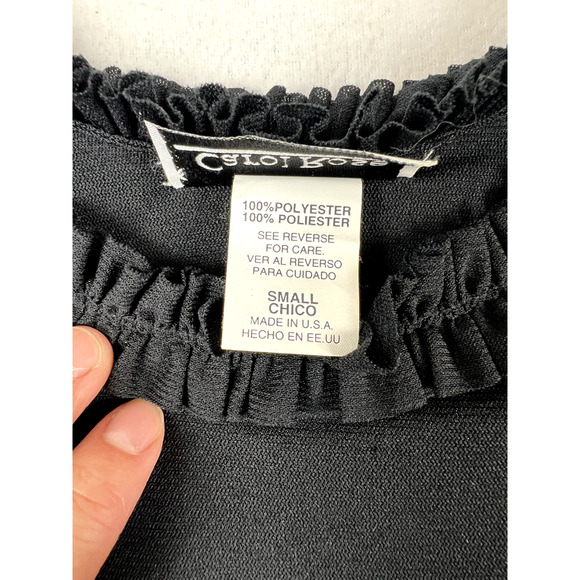 Carol Rose
100%POLYESTER
100% POLIESTER
SEE REVERSE
FOR CARE.
VER AL REVERSO
PARA CUIDADO
SMALL
CHICO
MADE IN U.S.A.
HECHO EN EE.UU